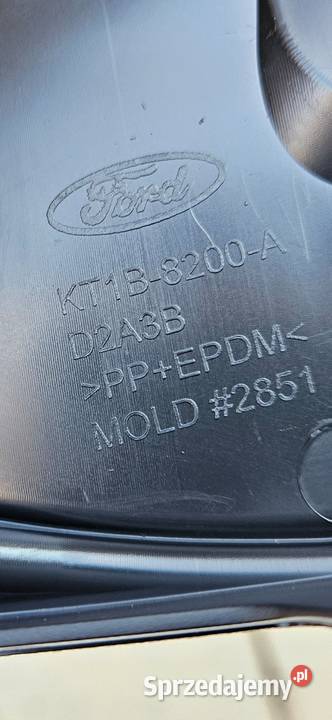 Ford
KT1B-8200-A
D2A3B
>PP+EPDM<
MOLD #2851
Sprzedajemy.pl